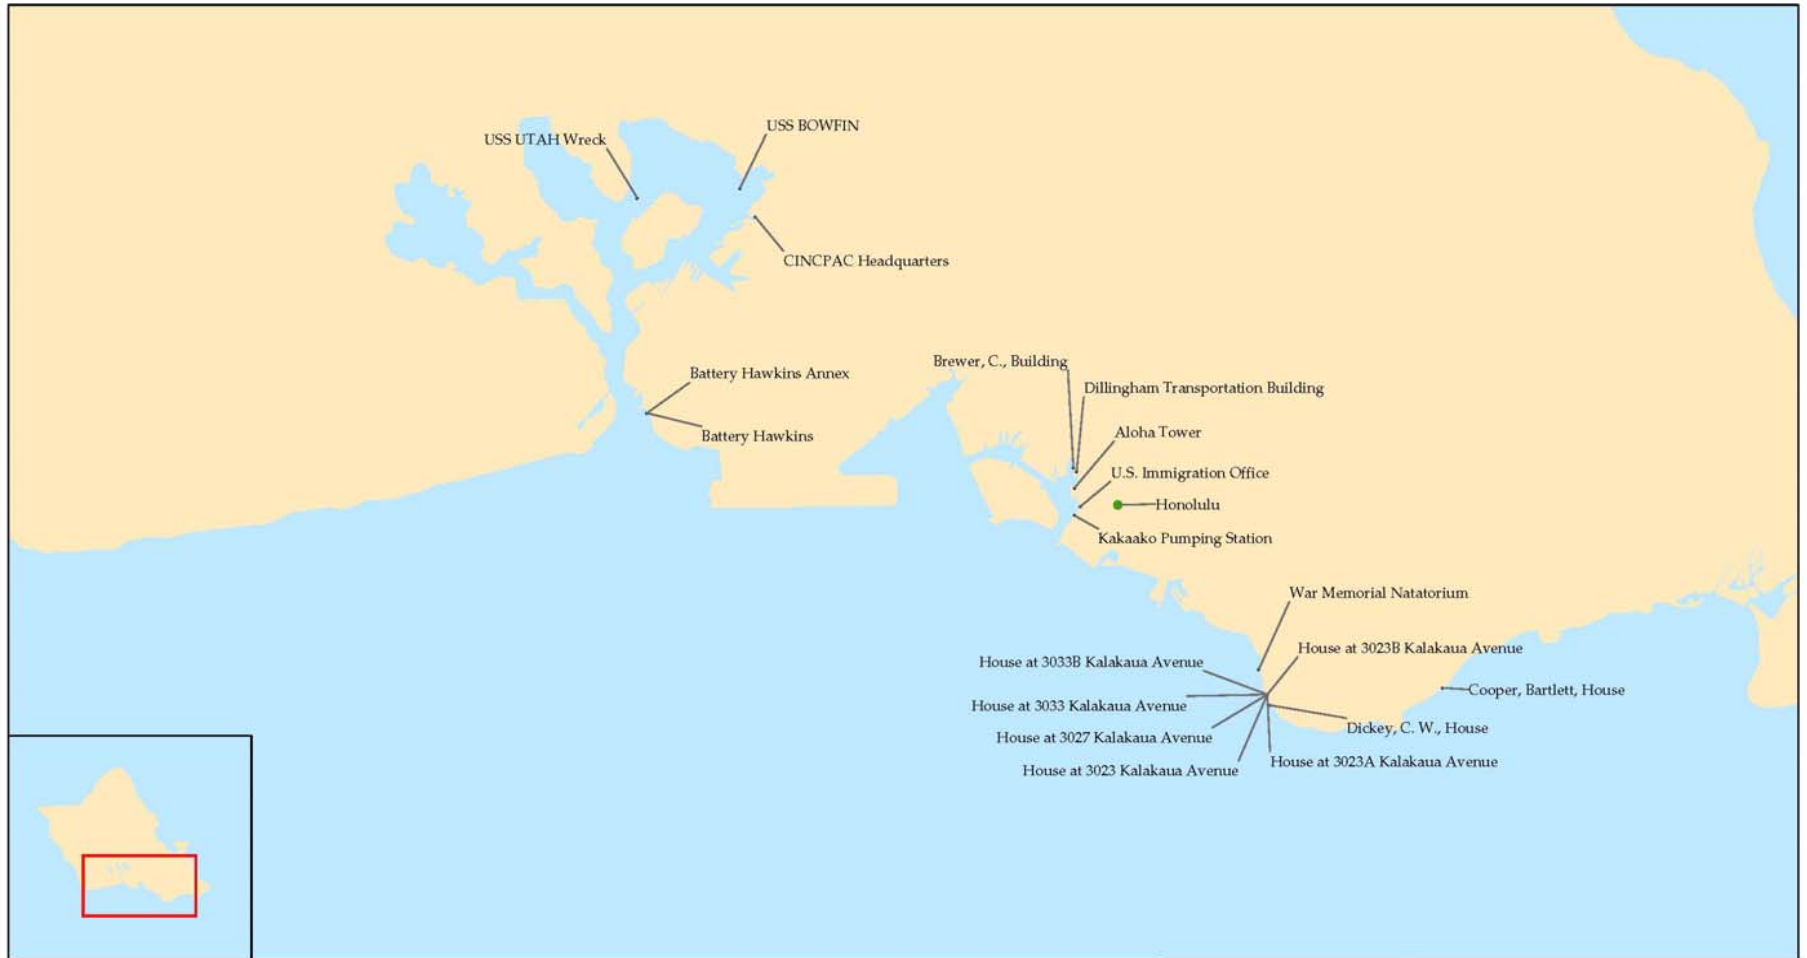 USS BOWFIN
USS UTAH Wreck
CINCPAC Headquarters
Brewer, C., Building
Battery Hawkins Annex
Dillingham Transportation Building
Aloha Tower
Battery Hawkins
U.S. Immigration Office
Honolulu
Kakaako Pumping Station
War Memorial Natatorium
House at 3023B Kalakaua Avenue
House at 3033B Kalakaua Avenue
Cooper, Bartlett, House
House at 3033 Kalakaua Avenue
Dickey, C. W., House
House at 3027 Kalakaua Avenue
House at 3023A Kalakaua Avenue
House at 3023 Kalakaua Avenue